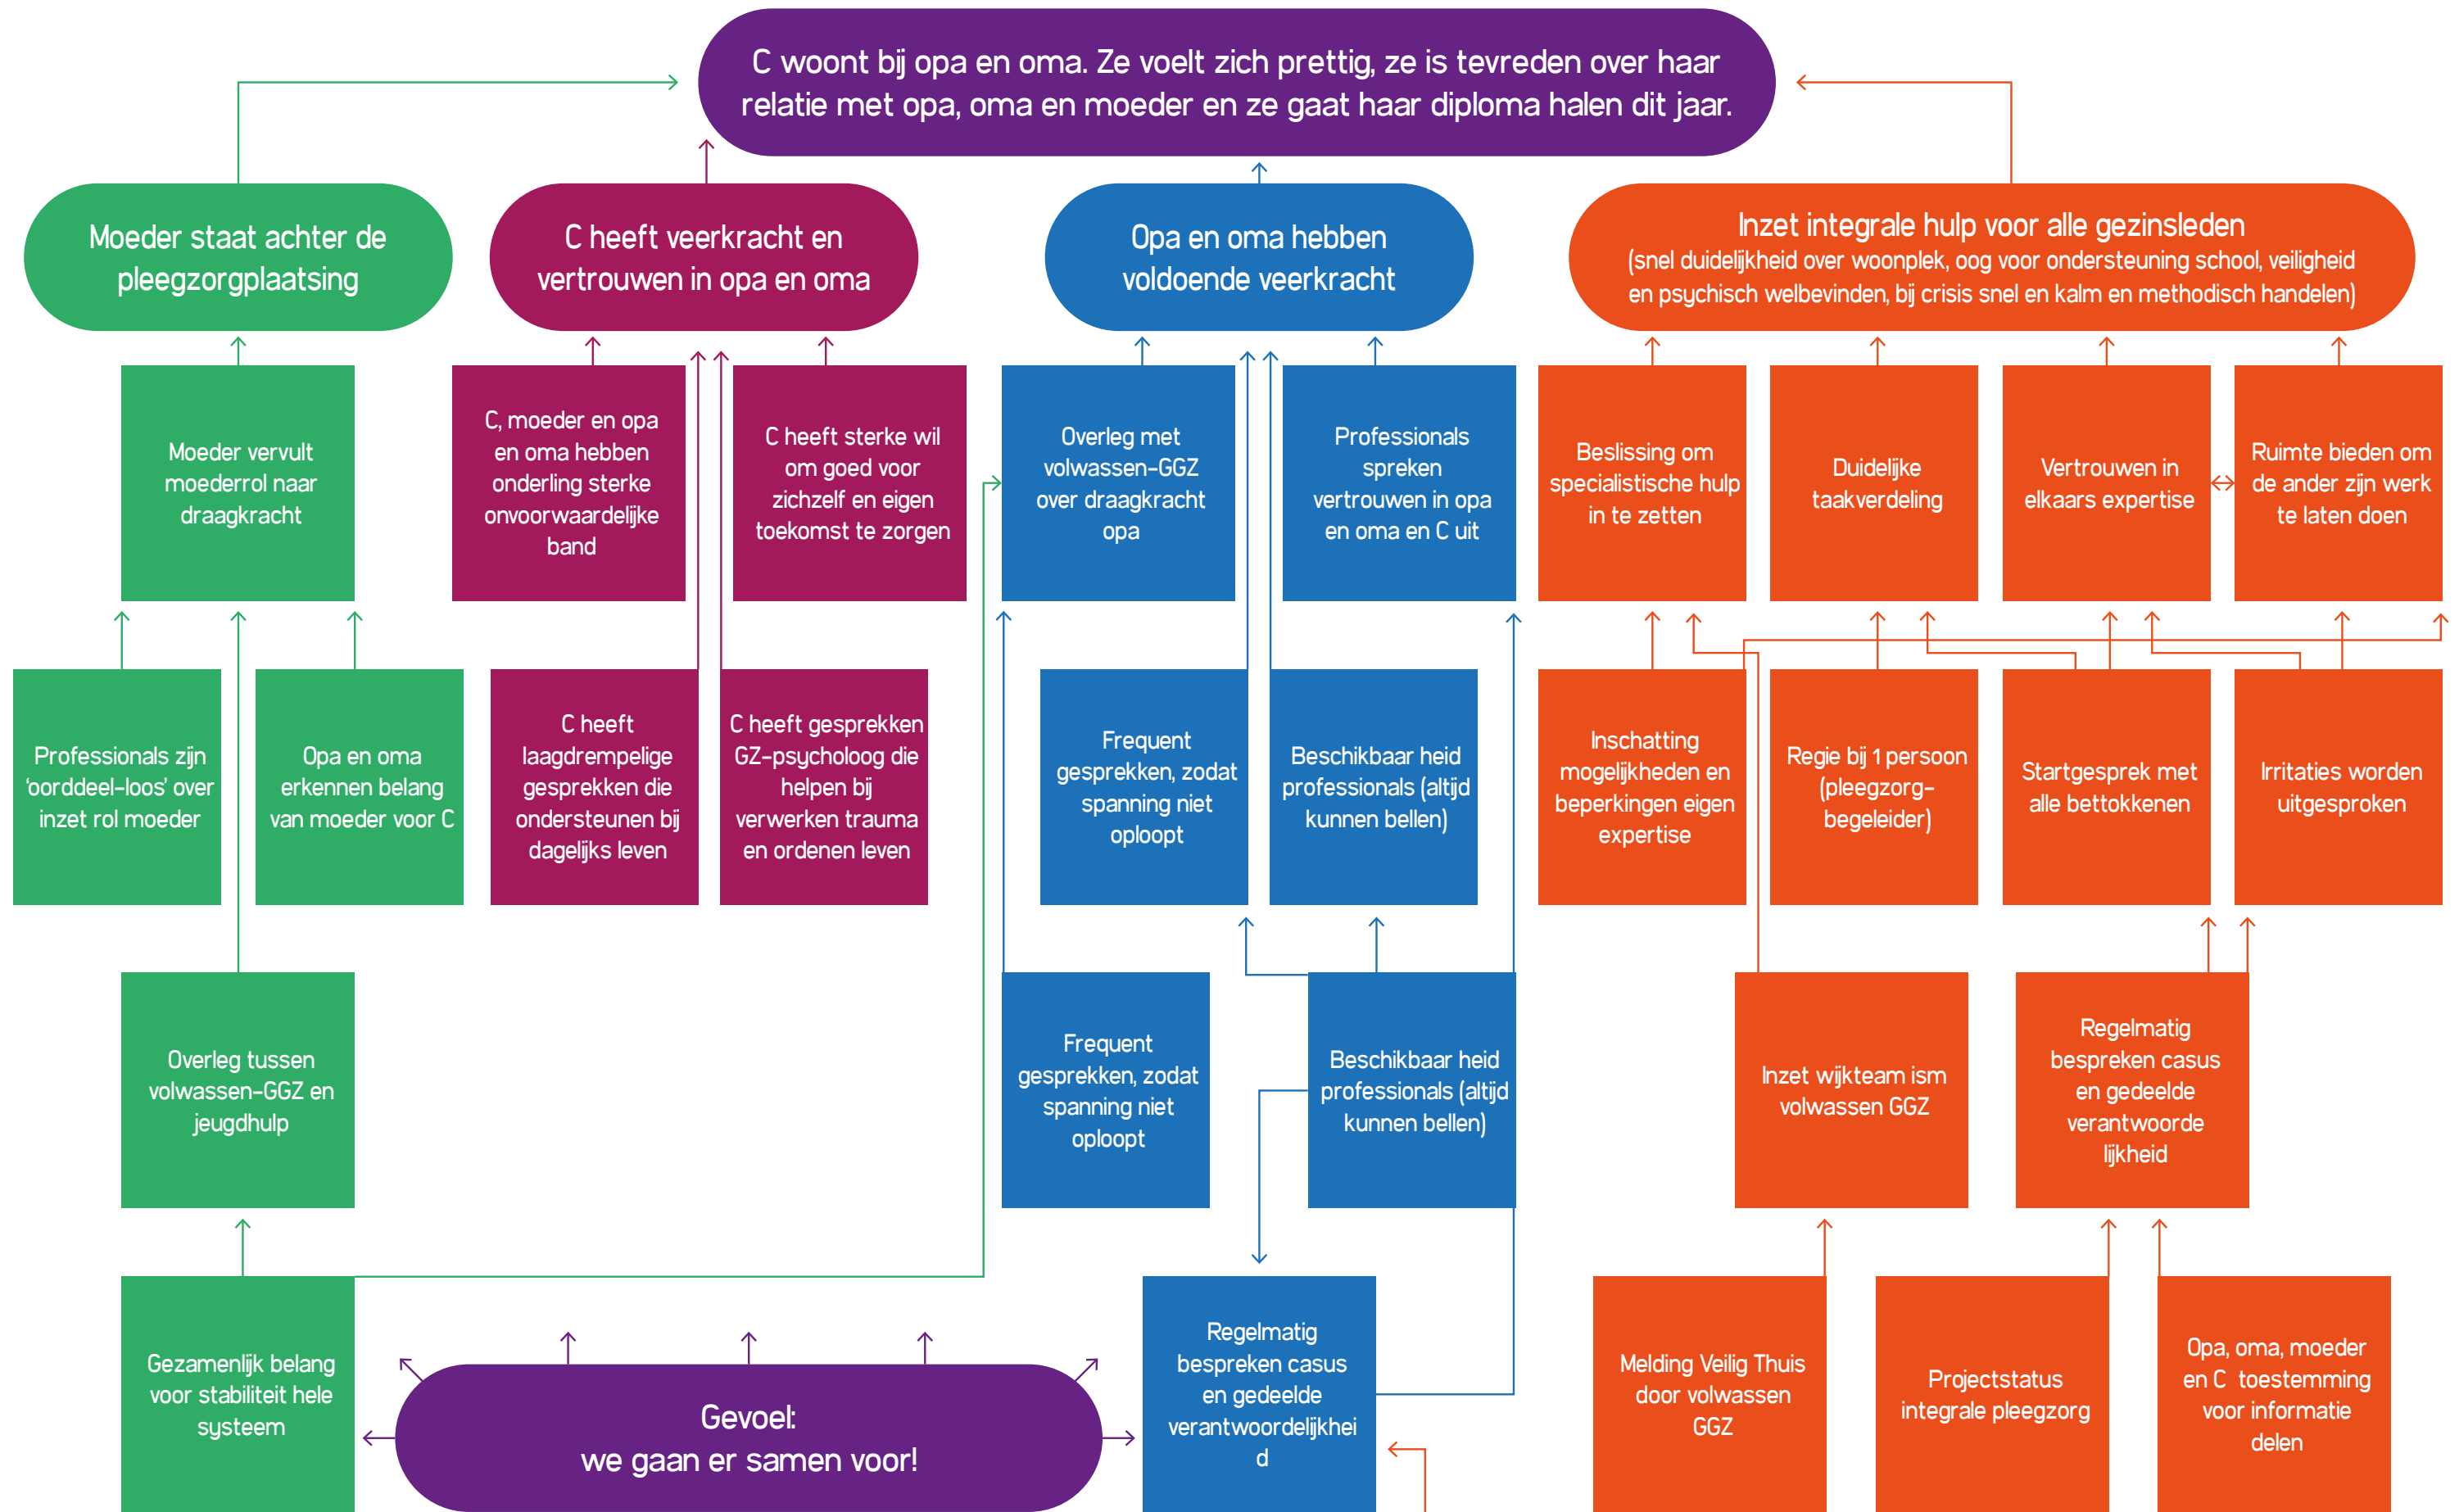 C woont bij opa en oma. Ze voelt zich prettig, ze is tevreden over haar
relatie met opa, oma en moeder en ze gaat haar diploma halen dit jaar.
Moeder staat achter de
pleegzorgplaatsing
C heeft veerkracht en
vertrouwen in opa en oma
Opa en oma hebben
voldoende veerkracht
Inzet integrale hulp voor alle gezinsleden
(snel duidelijkheid over woonplek, oog voor ondersteuning school, veiligheid
en psychisch welbevinden, bij crisis snel en kalm en methodisch handelen)
Moeder vervult
moederrol naar
draagkracht
C, moeder en opa
en oma hebben
onderling sterke
onvoorwaardelijke
band
C heeft sterke wil
om goed voor
zichzelf en eigen
toekomst te zorgen
Overleg met
volwassen-GGZ
over draagkracht
opa
Professionals
spreken
vertrouwen in opa
en oma en C uit
Beslissing om
specialistische hulp
in te zetten
Duidelijke
taakverdeling
Vertrouwen in
elkaars expertise
Ruimte bieden om
de ander zijn werk
te laten doen
Professionals zijn
‘oorddeel-loos’ over
inzet rol moeder
Opa en oma
erkennen belang
van moeder voor C
C heeft
laagdrempelige
gesprekken die
ondersteunen bij
dagelijks leven
C heeft gesprekken
GZ-psycholoog die
helpen bij
verwerken trauma
en ordenen leven
Frequent
gesprekken, zodat
spanning niet
oploopt
Beschikbaar heid
professionals (altijd
kunnen bellen)
Inschatting
mogelijkheden en
beperkingen eigen
expertise
Regie bij 1 persoon
(pleegzorg-
begeleider)
Startgesprek met
alle bettokkenen
Irritaties worden
uitgesproken
Overleg tussen
volwassen-GGZ en
jeugdhulp
Frequent
gesprekken, zodat
spanning niet
oploopt
Beschikbaar heid
professionals (altijd
kunnen bellen)
Inzet wijkteam ism
volwassen GGZ
Regelmatig
bespreken casus
en gedeelde
verantwoorde
lijkheid
Gezamenlijk belang
voor stabiliteit hele
systeem
Gevoel:
we gaan er samen voor!
Regelmatig
bespreken casus
en gedeelde
verantwoordelijkhei
d
Melding Veilig Thuis
door volwassen
GGZ
Projectstatus
integrale pleegzorg
Opa, oma, moeder
en C toestemming
voor informatie
delen